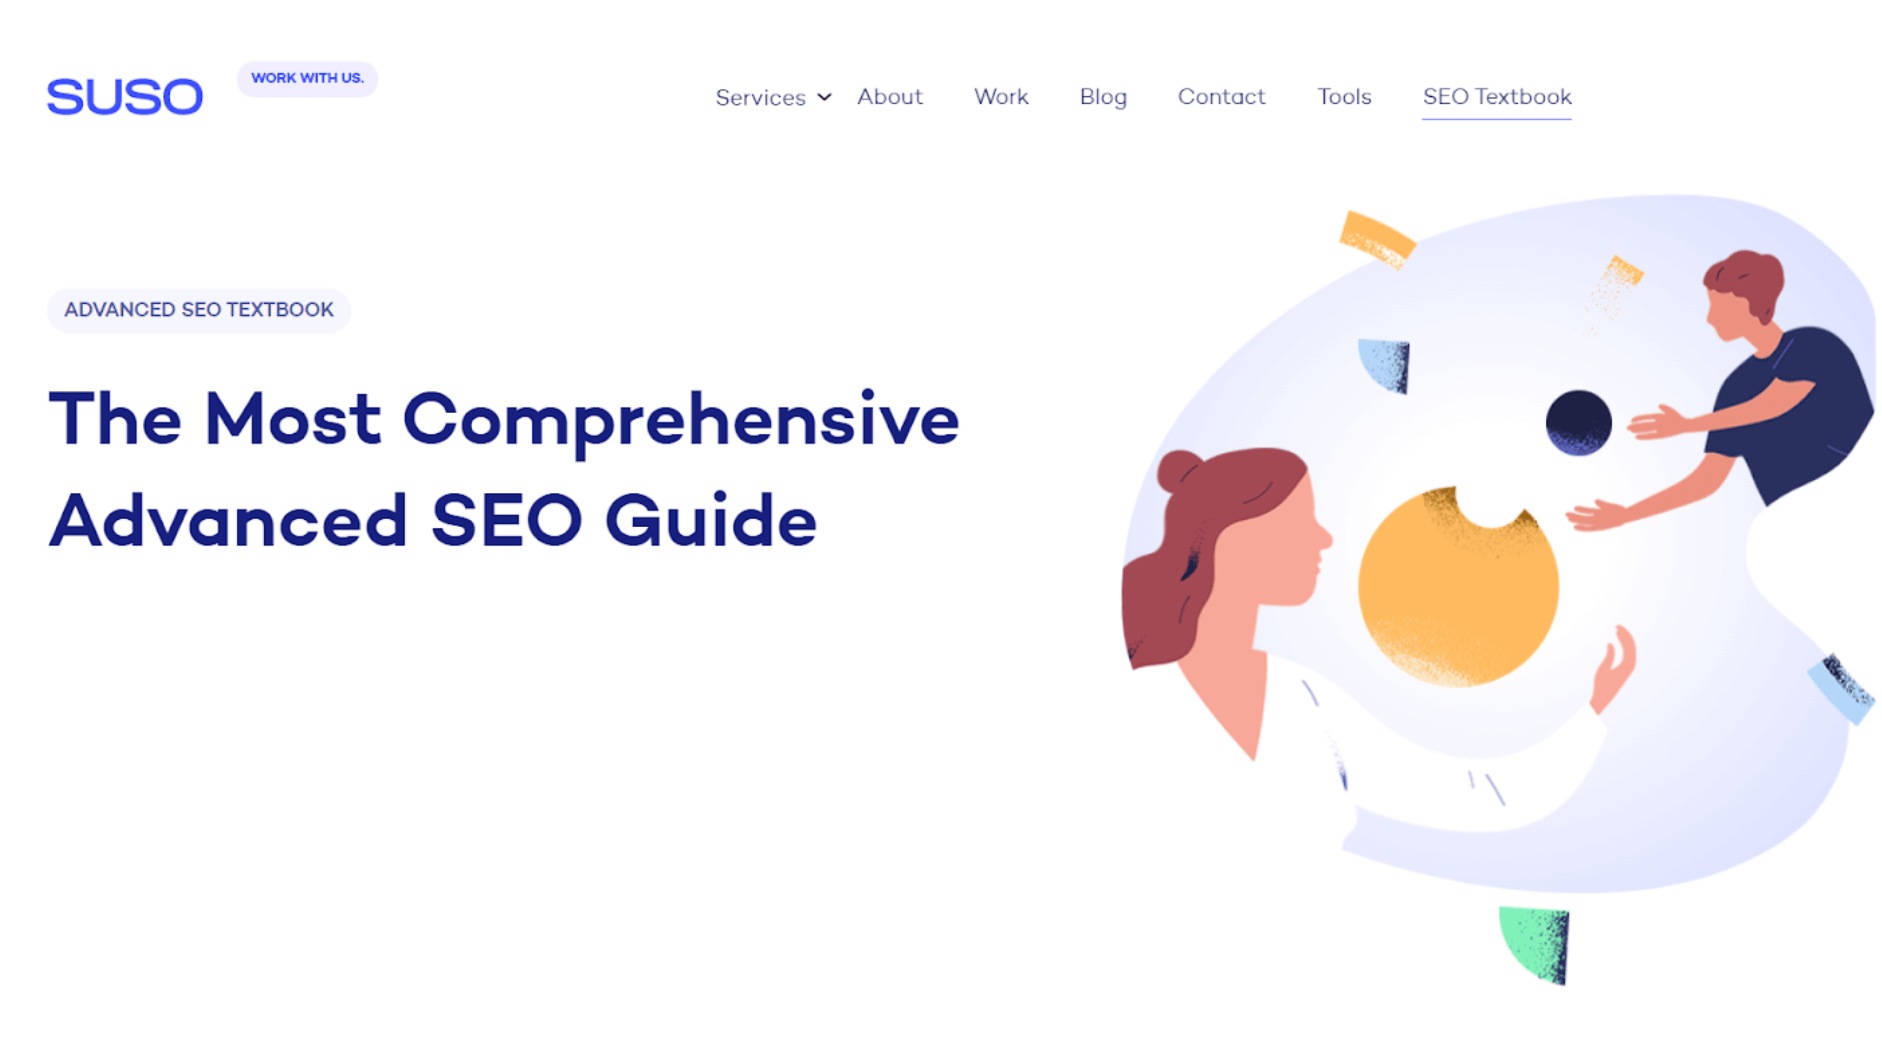 SUSO
WORK WITH US.
Services About Work Blog Contact Tools SEO Textbook
ADVANCED SEO TEXTBOOK
The Most Comprehensive
Advanced SEO Guide